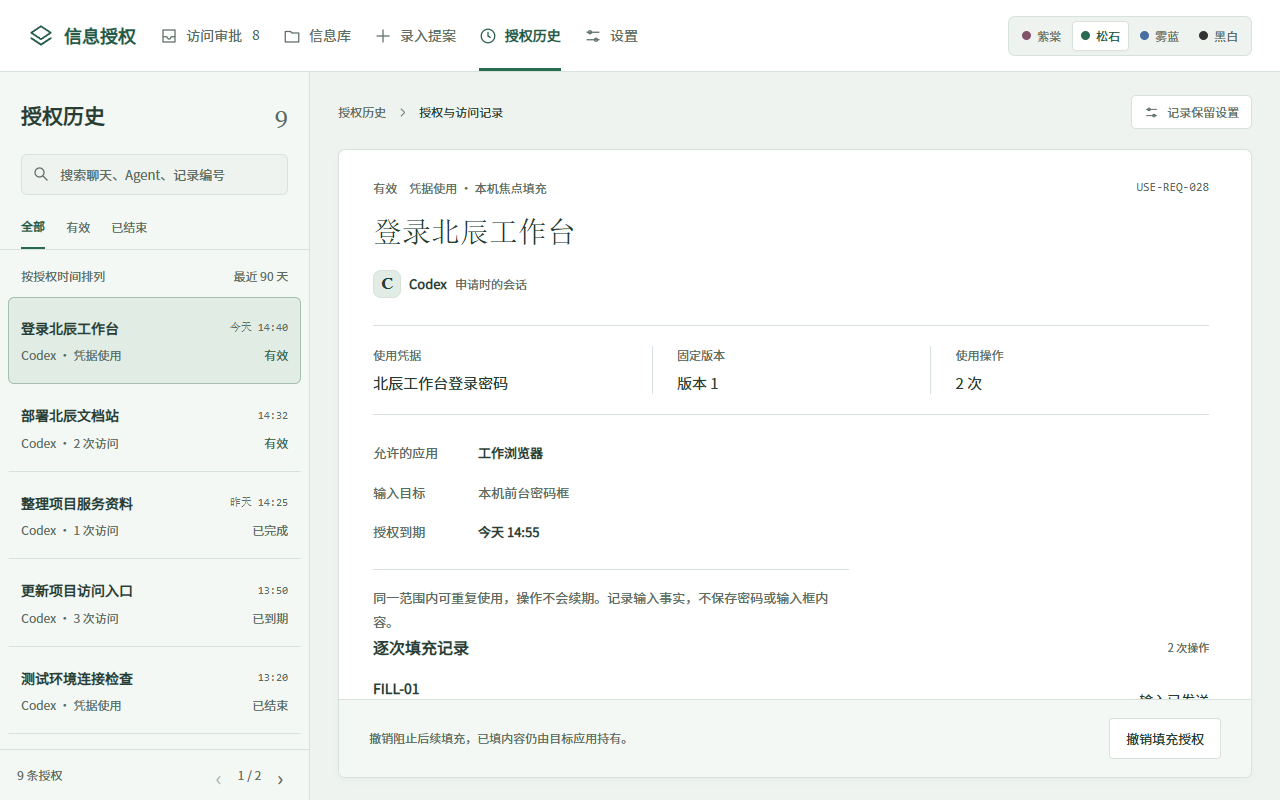 信息授权
访问审批 8
信息库
录入提案
授权历史
设置
紫棠
松石
雾蓝
黑白
授权历史
9
搜索聊天、Agent、记录编号
全部
有效
已结束
按授权时间排列
最近 90 天
登录北辰工作台
今天 14:40
Codex · 凭据使用
有效
部署北辰文档站
14:32
Codex · 2 次访问
有效
整理项目服务资料
昨天 14:25
Codex · 1 次访问
已完成
更新项目访问入口
13:50
Codex · 3 次访问
已到期
测试环境连接检查
13:20
Codex · 凭据使用
已结束
9 条授权
‹ 1 / 2 ›
授权历史 > 授权与访问记录
记录保留设置
有效 凭据使用 · 本机焦点填充
USE-REQ-028
登录北辰工作台
C Codex 申请时的会话
使用凭据
北辰工作台登录密码
固定版本
版本 1
使用操作
2 次
允许的应用
工作浏览器
输入目标
本机前台密码框
授权到期
今天 14:55
同一范围内可重复使用，操作不会续期。记录输入事实，不保存密码或输入框内
容。
逐次填充记录
2 次操作
FILL-01
输入已发送
撤销阻止后续填充，已填内容仍由目标应用持有。
撤销填充授权